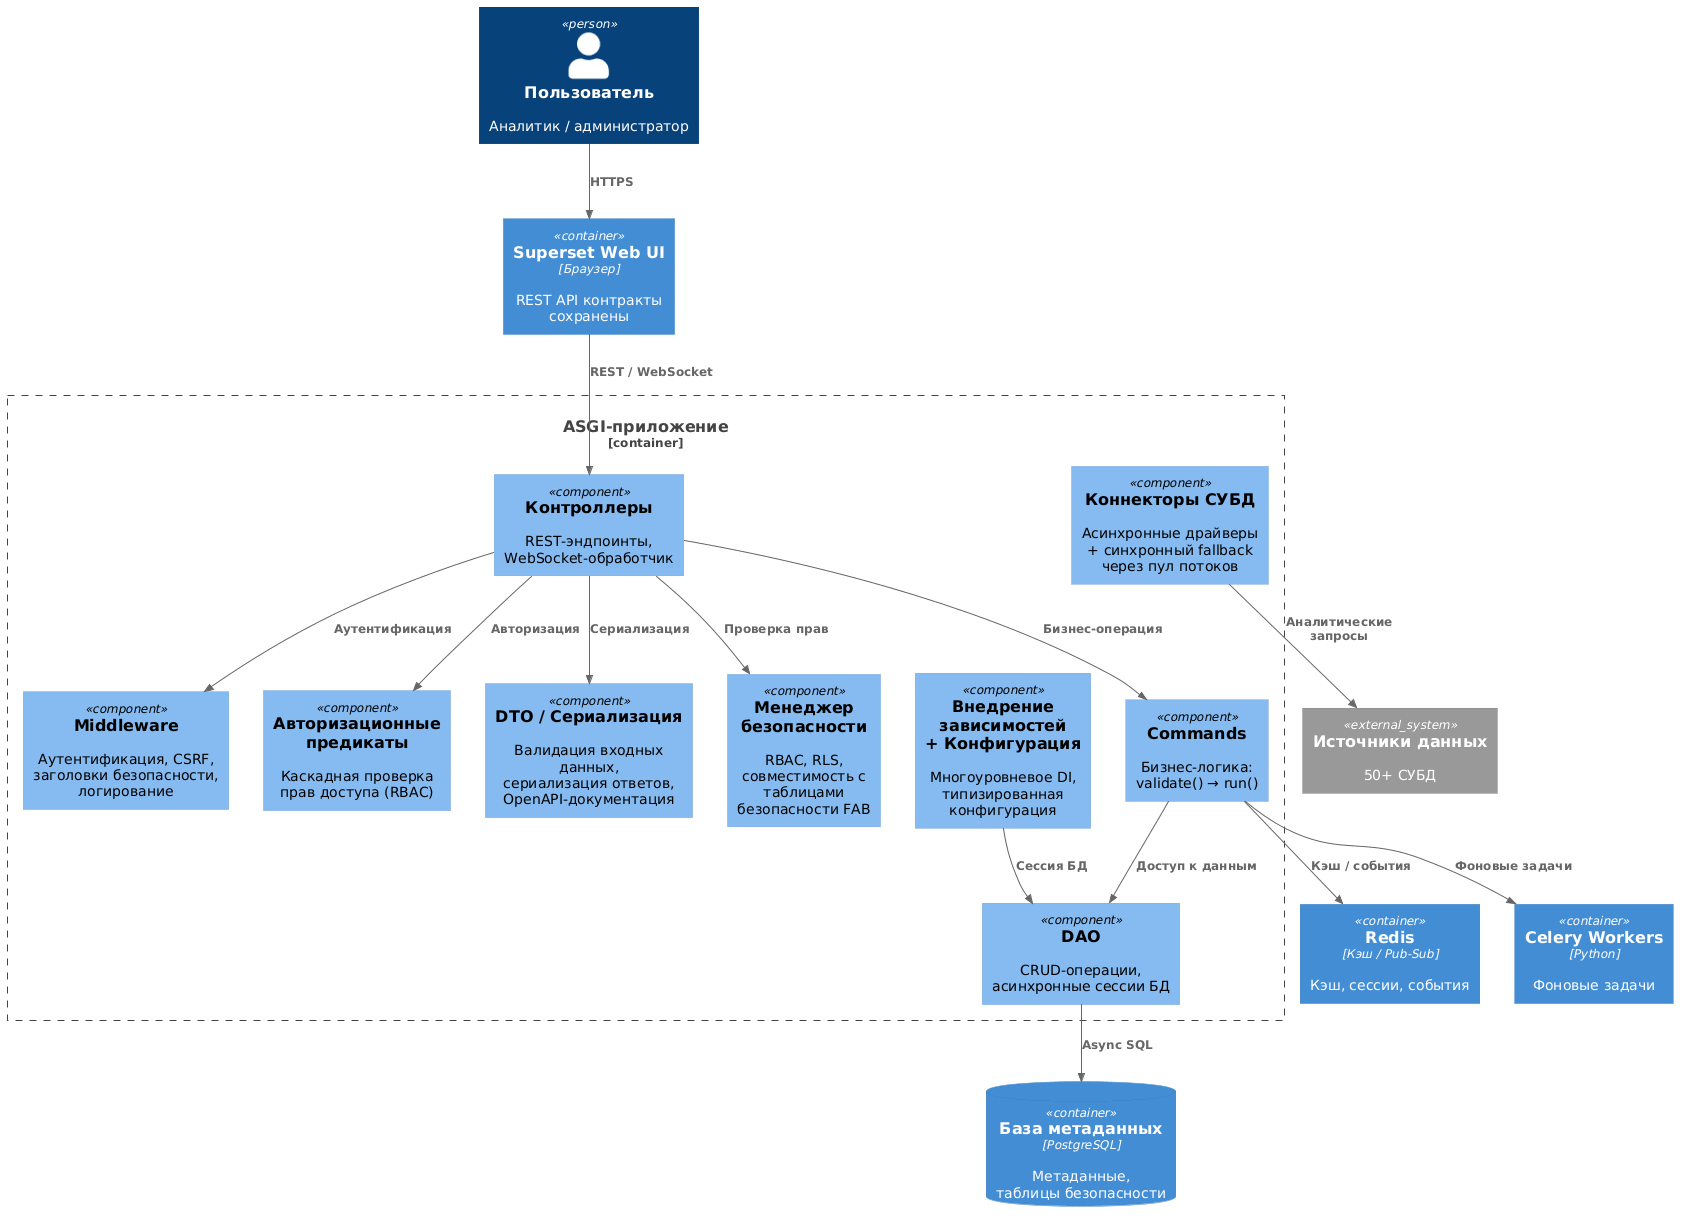 «person»
Пользователь
Аналитик / администратор
HTTPS
«container»
Superset Web UI
[Браузер]
REST API контракты
сохранены
REST / WebSocket
ASGI-приложение
[container]
«component»
Контроллеры
REST-эндпоинты,
WebSocket-обработчик
«component»
Коннекторы СУБД
Асинхронные драйверы
+ синхронный fallback
через пул потоков
Аутентификация
Авторизация
Сериализация
Проверка прав
Бизнес-операция
Аналитические
запросы
«component»
Middleware
Аутентификация, CSRF,
заголовки безопасности,
логирование
«component»
Авторизационные
предикаты
Каскадная проверка
прав доступа (RBAC)
«component»
DTO / Сериализация
Валидация входных
данных,
сериализация ответов,
OpenAPI-документация
«component»
Менеджер
безопасности
RBAC, RLS,
совместимость с
таблицами
безопасности FAB
«component»
Внедрение
зависимостей
+ Конфигурация
Многоуровневое DI,
типизированная
конфигурация
«component»
Commands
Бизнес-логика:
validate() → run()
«external_system»
Источники данных
50+ СУБД
Сессия БД
Доступ к данным
Кэш / события
Фоновые задачи
«component»
DAO
CRUD-операции,
асинхронные сессии БД
«container»
Redis
[Кэш / Pub-Sub]
Кэш, сессии, события
«container»
Celery Workers
[Python]
Фоновые задачи
Async SQL
«container»
База метаданных
[PostgreSQL]
Метаданные,
таблицы безопасности